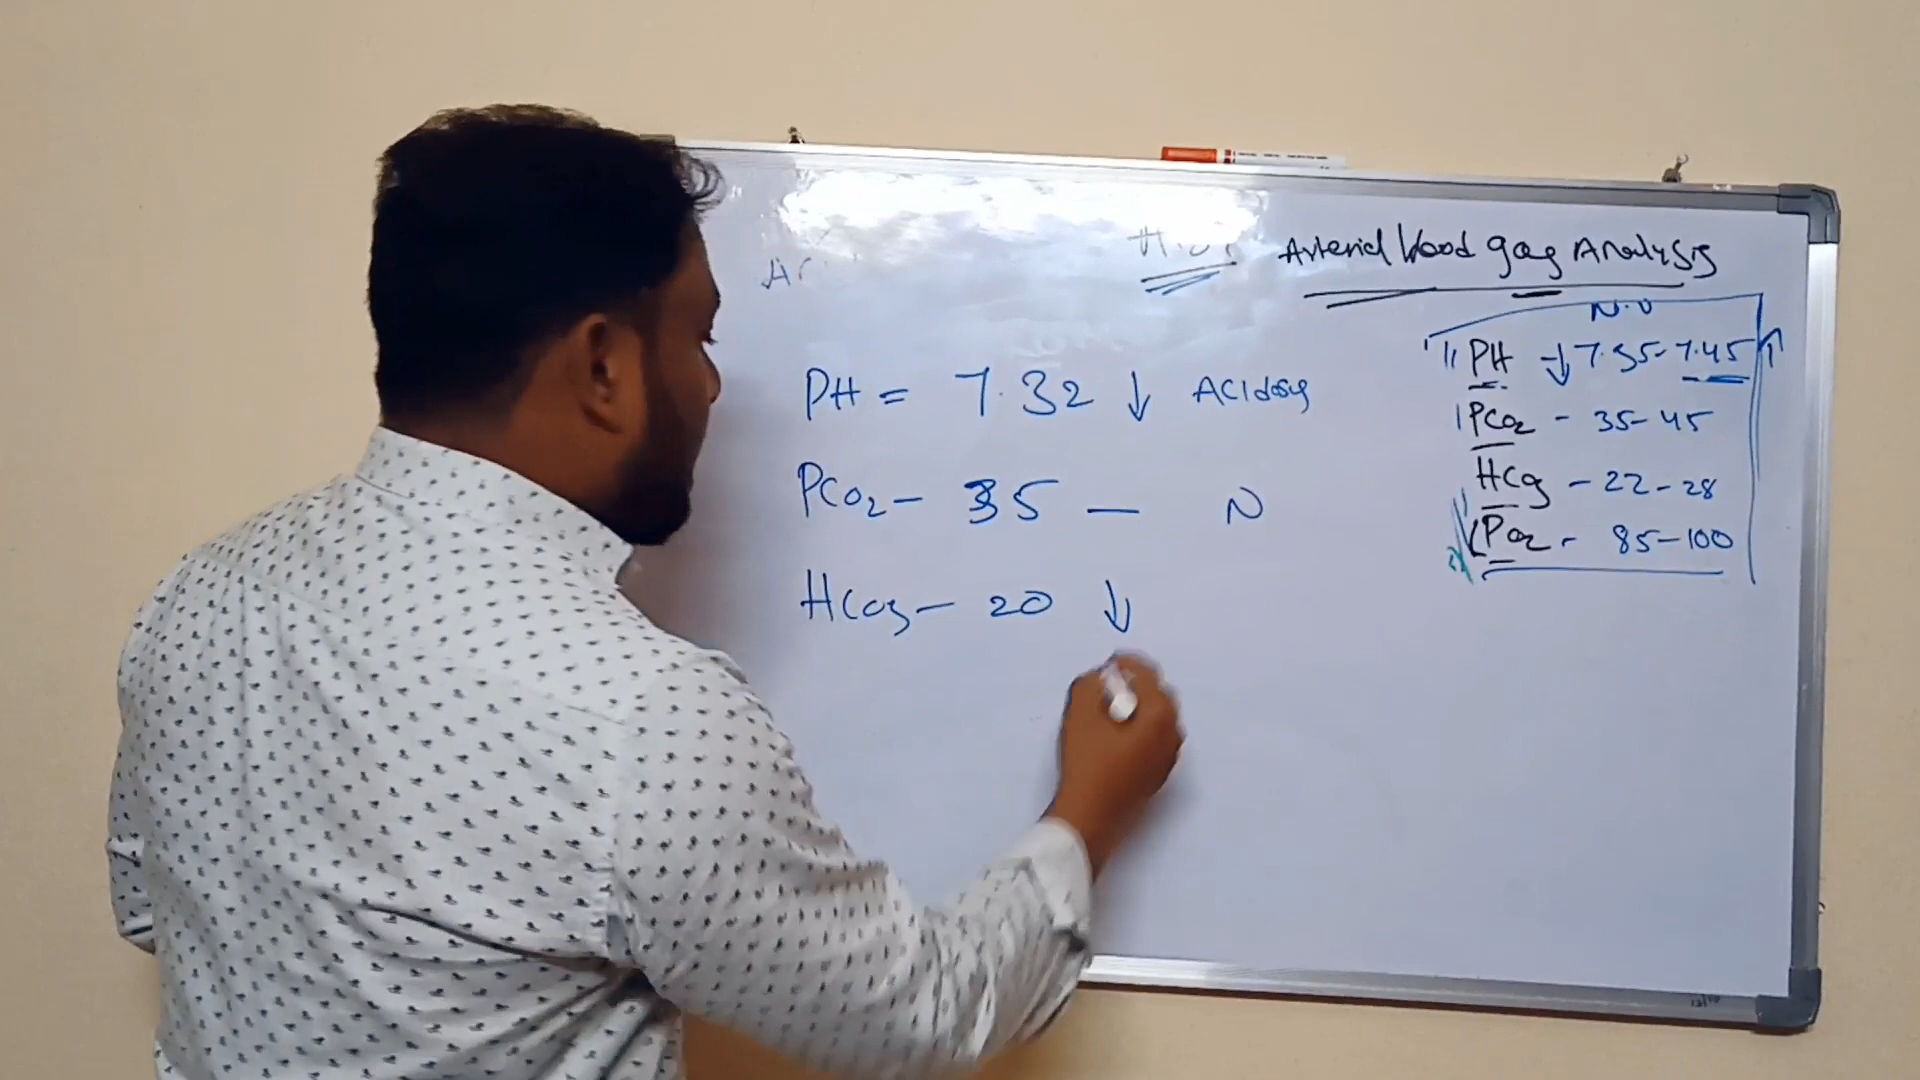 Arterial blood gas Analysis
N.V
PH ↓ 7.35-7.45 ↑
PCO2 - 35-45
HCO3 - 22-28
PO2 - 85-100
PH = 7.32 ↓ Acidosis
PCO2 - 35 - N
HCO3 - 20 ↓